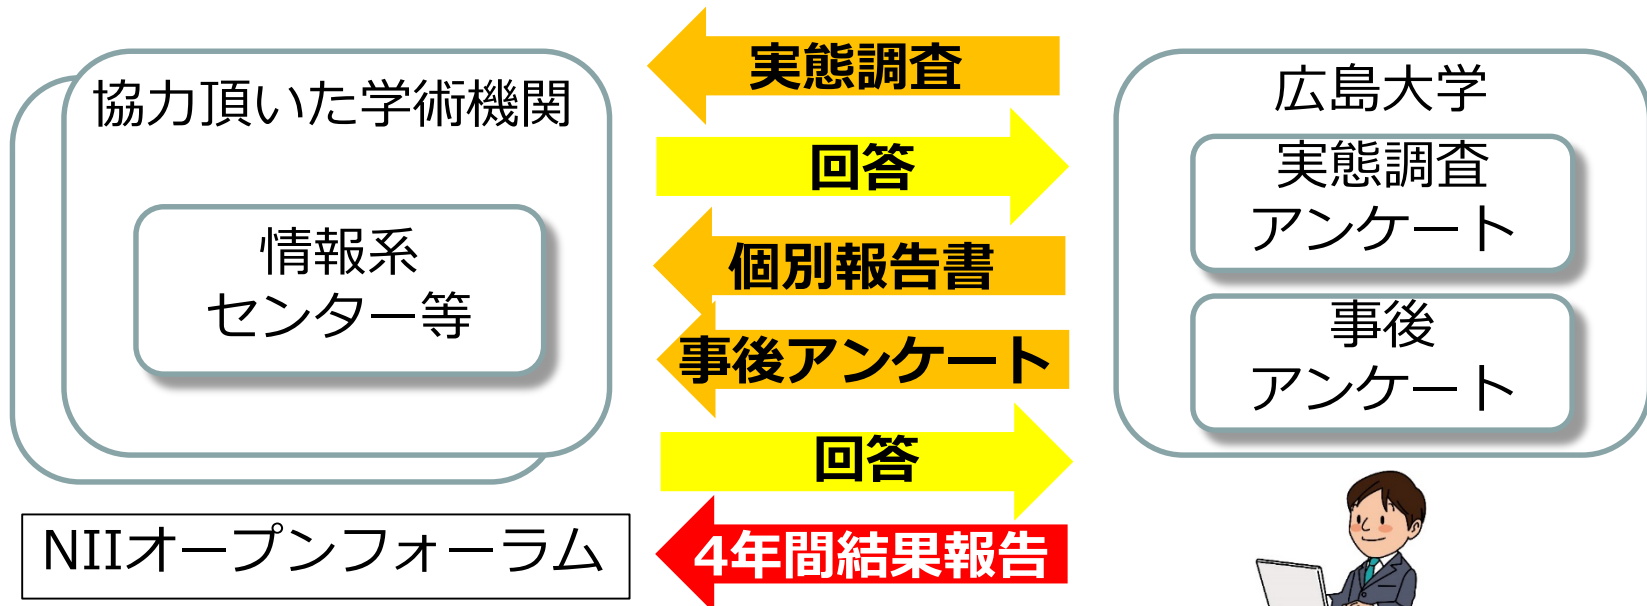 協力頂いた学術機関
情報系
センター等
NIIオープンフォーラム
実態調査
回答
個別報告書
事後アンケート
回答
4年間結果報告
広島大学
実態調査
アンケート
事後
アンケート